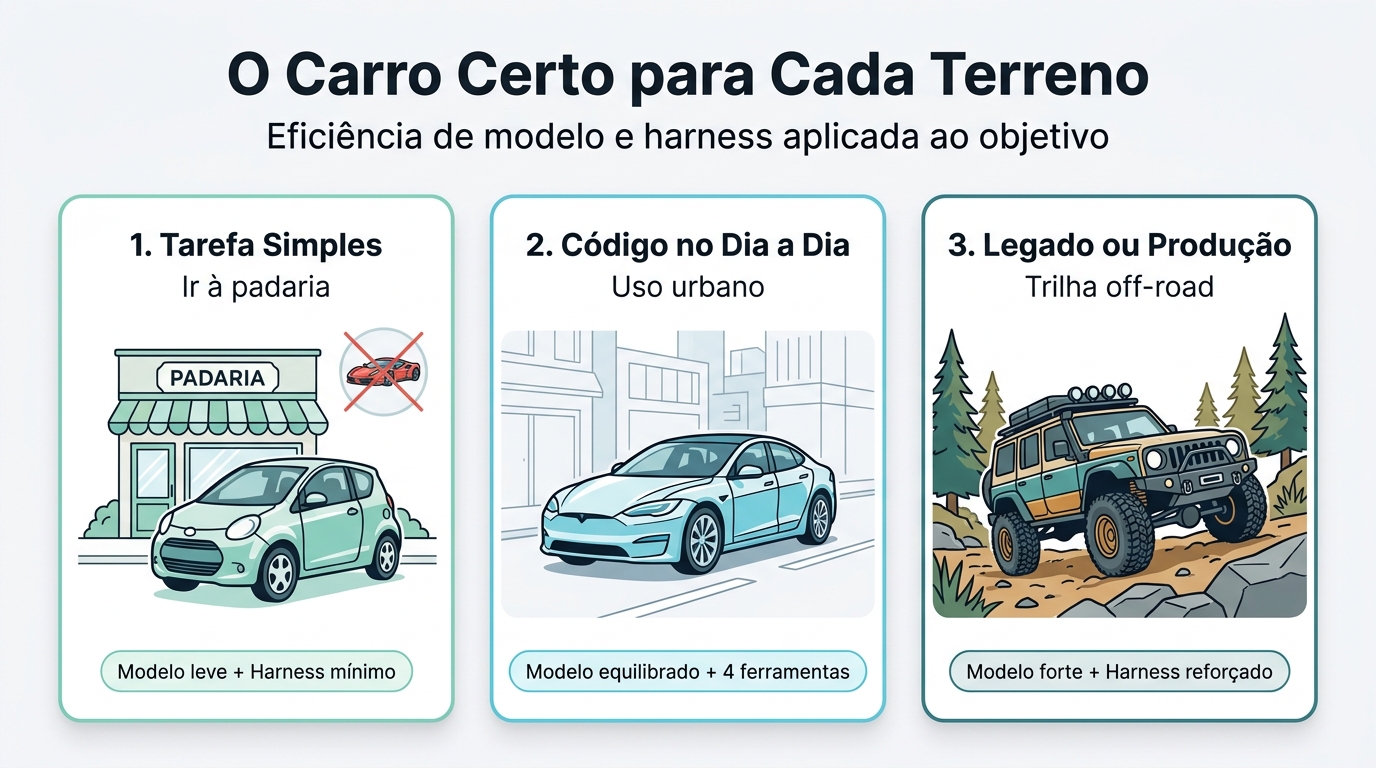 O Carro Certo para Cada Terreno
Eficiência de modelo e harness aplicada ao objetivo
1. Tarefa Simples
Ir à padaria
PADARIA
Modelo leve + Harness mínimo
2. Código no Dia a Dia
Uso urbano
Modelo equilibrado + 4 ferramentas
3. Legado ou Produção
Trilha off-road
Modelo forte + Harness reforçado